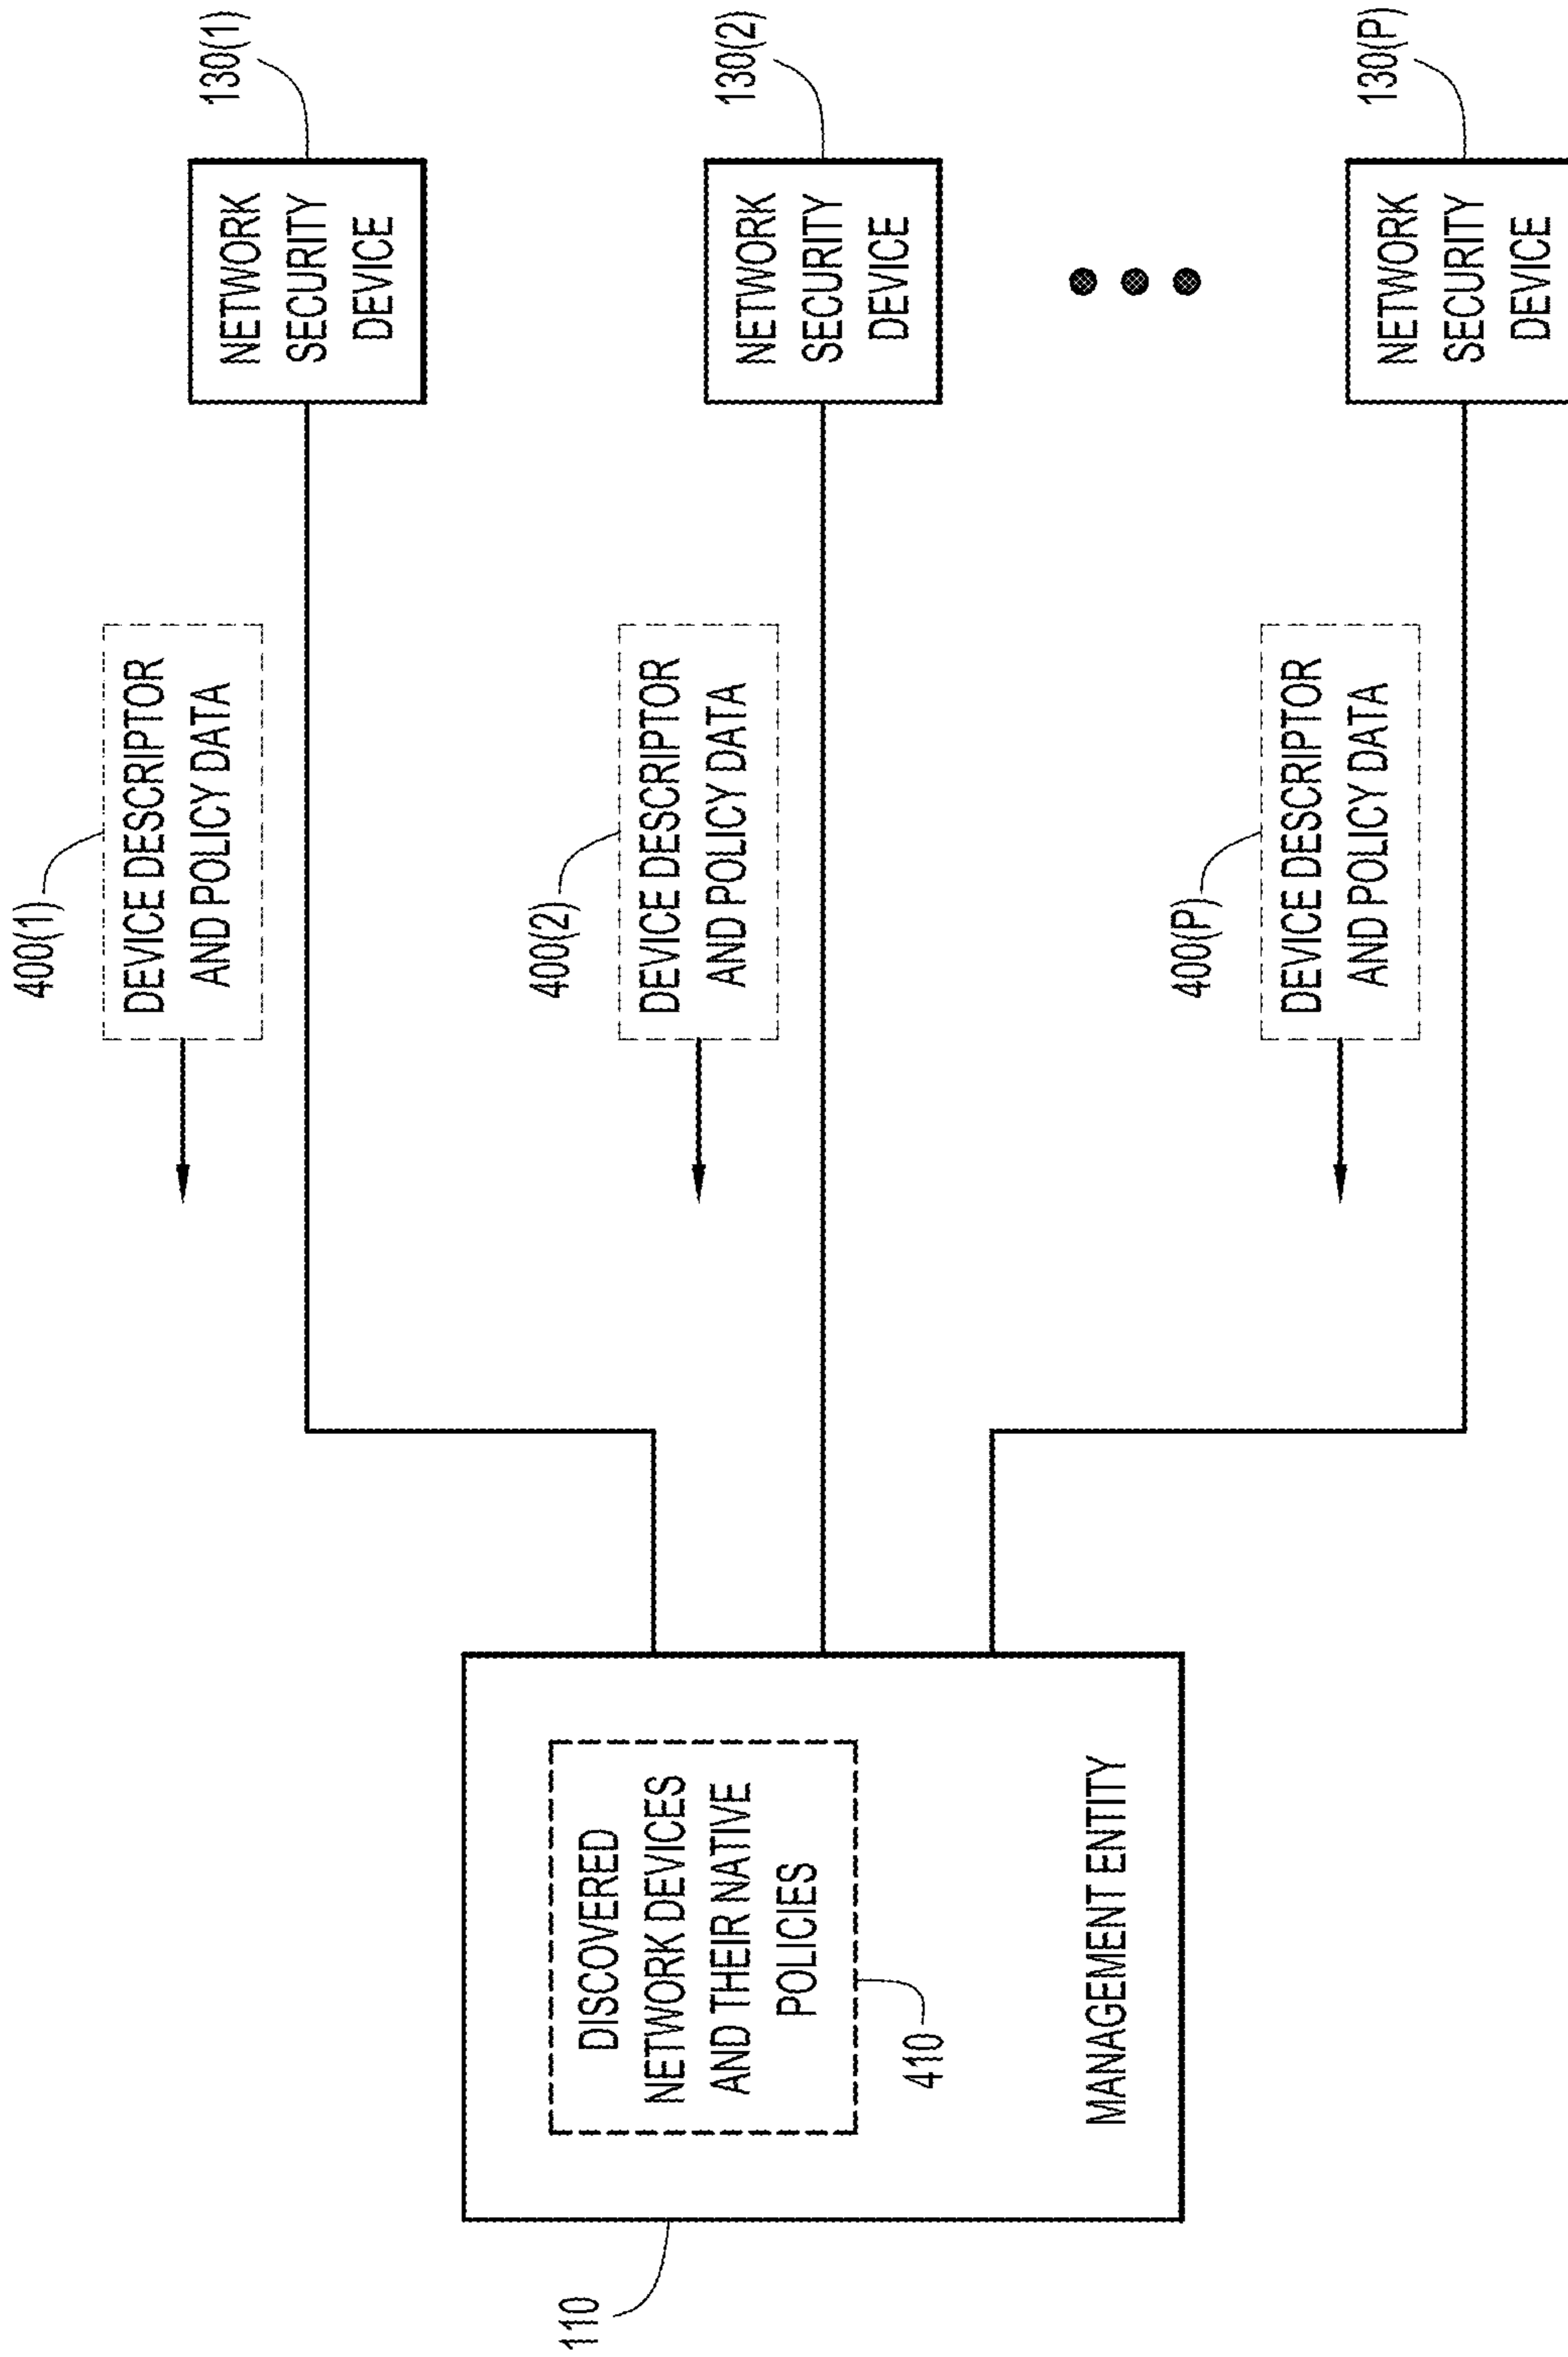 110
DISCOVERED
NETWORK DEVICES
AND THEIR NATIVE
POLICIES
410
MANAGEMENT ENTITY
400(1)
DEVICE DESCRIPTOR
AND POLICY DATA
130(1)
NETWORK
SECURITY
DEVICE
400(2)
DEVICE DESCRIPTOR
AND POLICY DATA
130(2)
NETWORK
SECURITY
DEVICE
400(P)
DEVICE DESCRIPTOR
AND POLICY DATA
130(P)
NETWORK
SECURITY
DEVICE